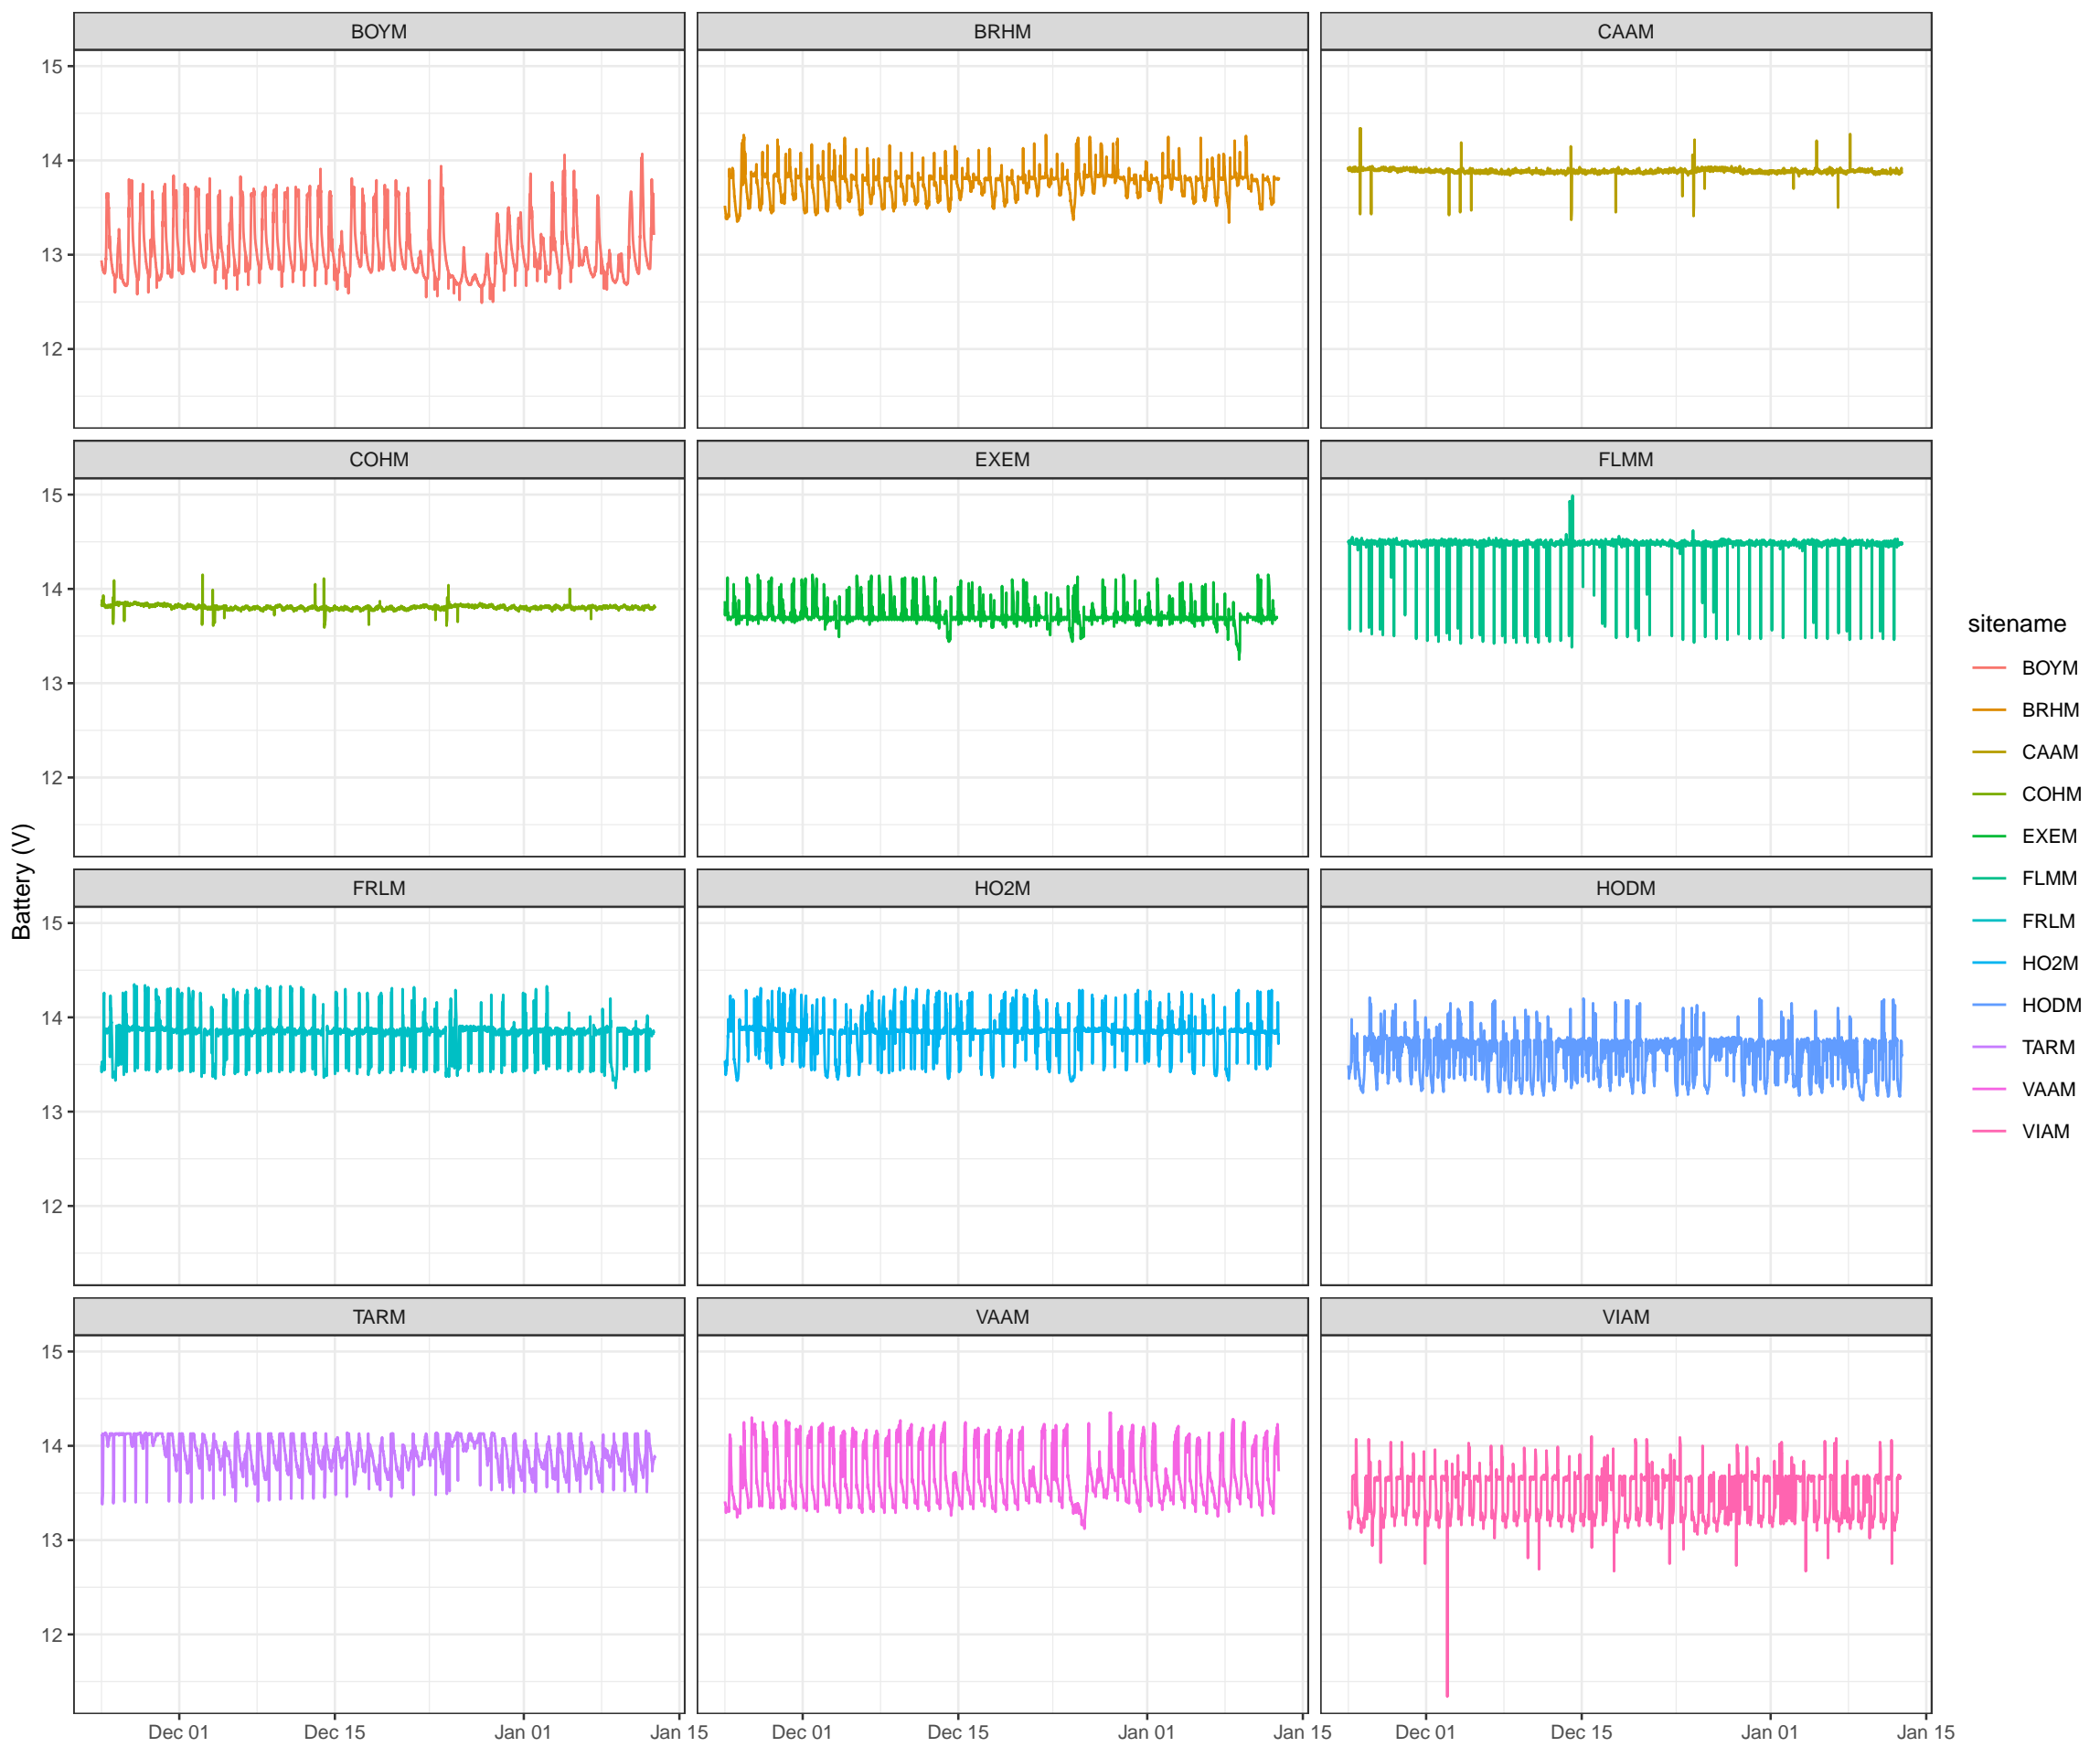 BOYM
BRHM
CAAM
15
14
13
12
COHM
EXEM
FLMM
15
14
13
12
FRLM
HO2M
HODM
15
14
13
12
TARM
VAAM
VIAM
15
14
13
12
Dec 01
Dec 15
Jan 01
Jan 15
Dec 01
Dec 15
Jan 01
Jan 15
Dec 01
Dec 15
Jan 01
Jan 15
Battery (V)
sitename
BOYM
BRHM
CAAM
COHM
EXEM
FLMM
FRLM
HO2M
HODM
TARM
VAAM
VIAM